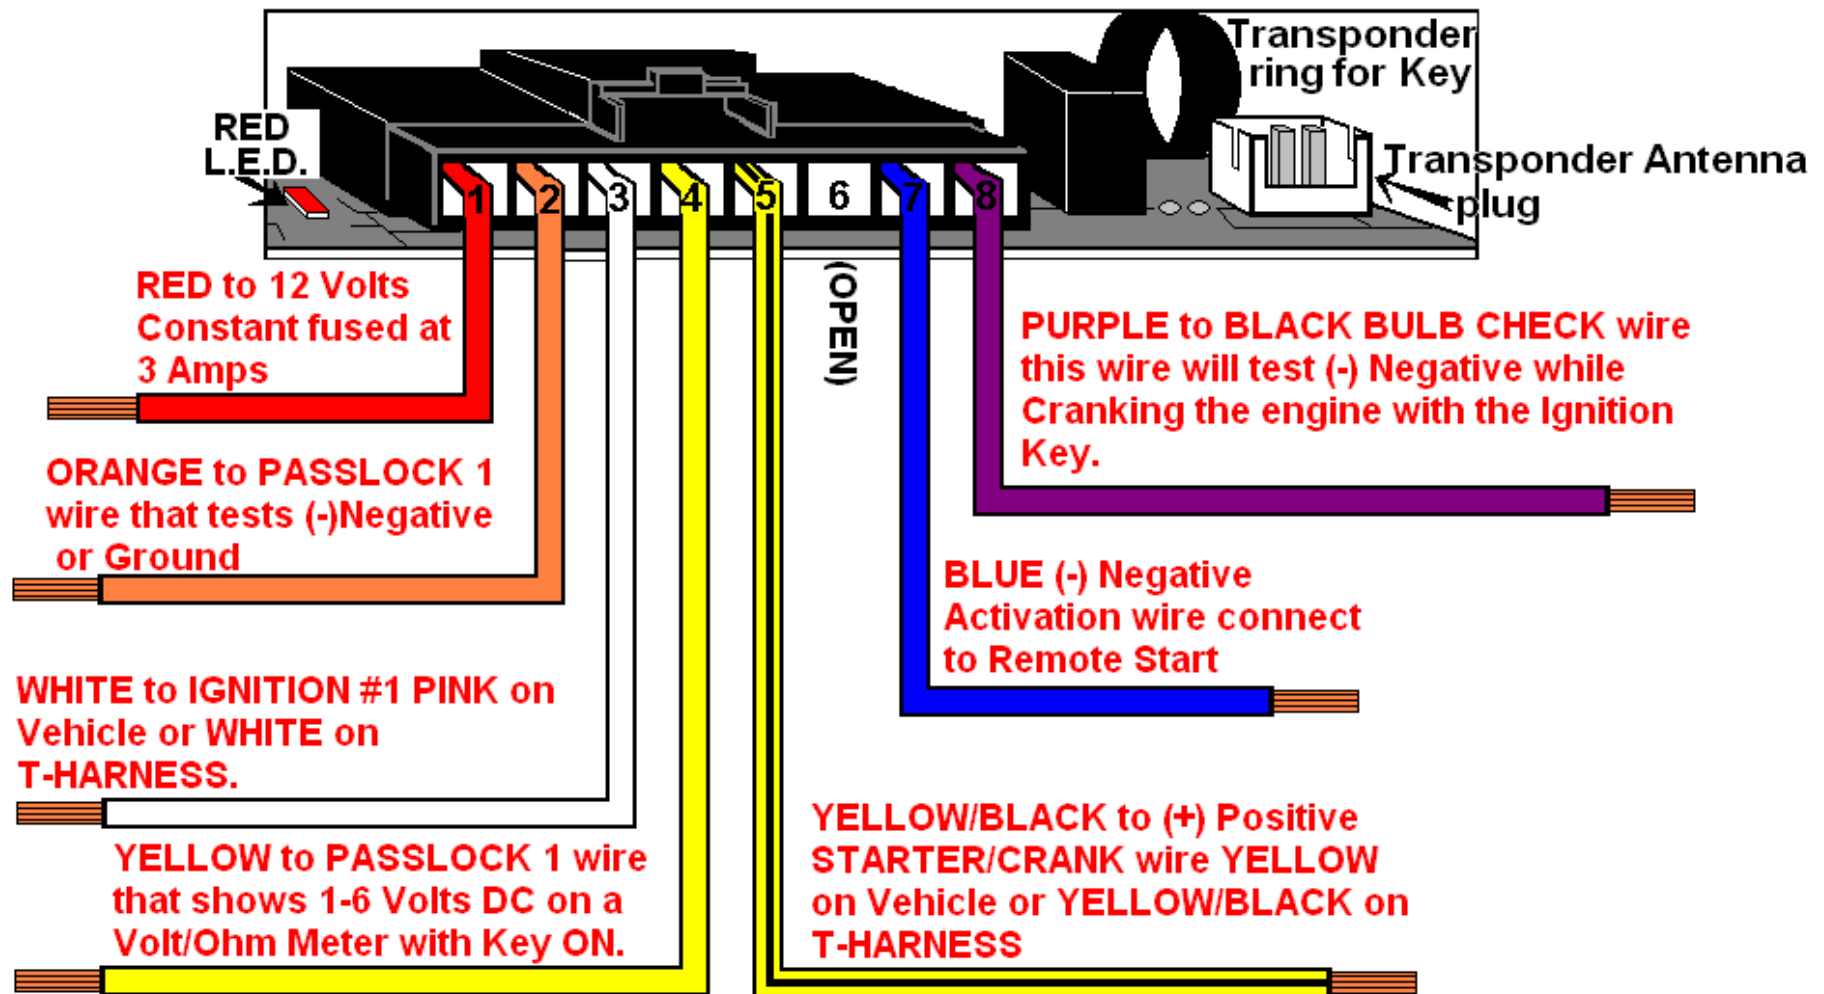 Transponder
ring for Key
RED
L.E.D.
Transponder Antenna
plug
1
2
3
4
5
6
7
8
(OPEN)
RED to 12 Volts
Constant fused at
3 Amps
PURPLE to BLACK BULB CHECK wire
this wire will test (-) Negative while
Cranking the engine with the Ignition
Key.
ORANGE to PASSLOCK 1
wire that tests (-)Negative
or Ground
BLUE (-) Negative
Activation wire connect
to Remote Start
WHITE to IGNITION #1 PINK on
Vehicle or WHITE on
T-HARNESS.
YELLOW to PASSLOCK 1 wire
that shows 1-6 Volts DC on a
Volt/Ohm Meter with Key ON.
YELLOW/BLACK to (+) Positive
STARTER/CRANK wire YELLOW
on Vehicle or YELLOW/BLACK on
T-HARNESS